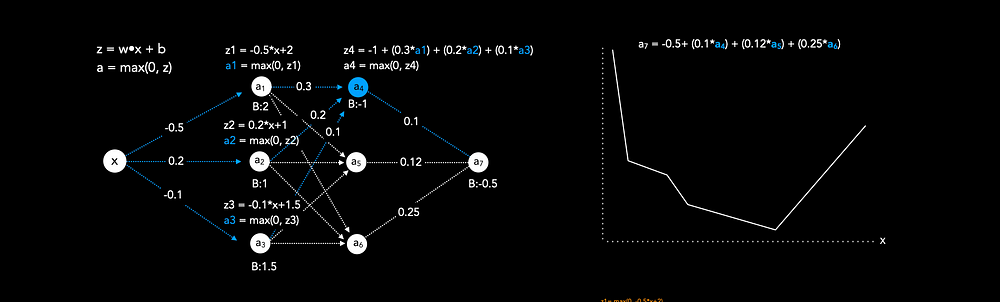 z = w•x + b
a = max(0, z)
z1 = -0.5*x+2
a1 = max(0, z1)
z4 = -1 + (0.3*a1) + (0.2*a2) + (0.1*a3)
a4 = max(0, z4)
a₇ = -0.5+ (0.1*a₄) + (0.12*a₅) + (0.25*a₆)
a₁
0.3
a₄
B:2
B:-1
0.2
-0.5
z2 = 0.2*x+1
0.1
0.1
a2 = max(0, z2)
x
0.2
a₂
a₅
0.12
a₇
B:1
B:-0.5
-0.1
z3 = -0.1*x+1.5
a3 = max(0, z3)
0.25
a₃
a₆
B:1.5
x